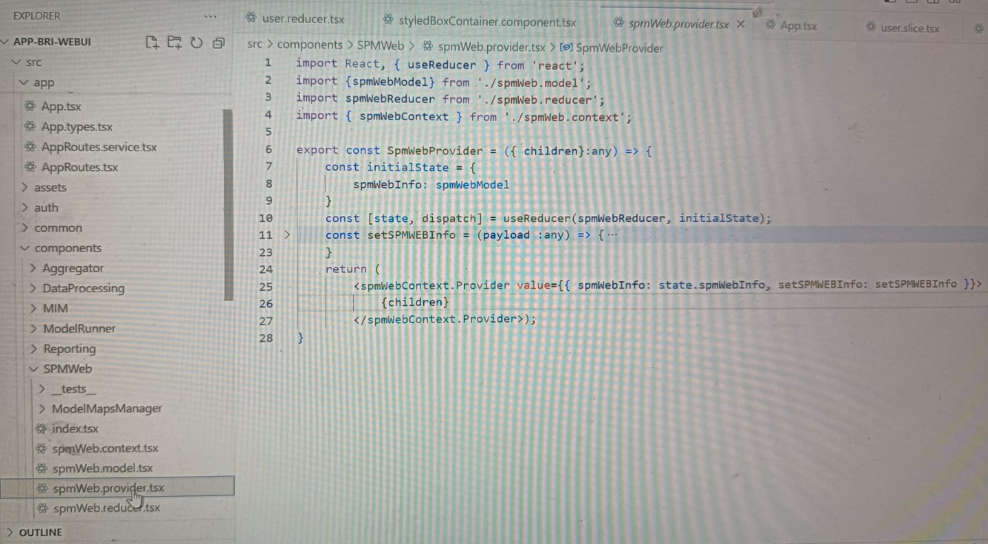 EXPLORER
...
APP-BRI-WEBUI
src
app
App.tsx
App.types.tsx
AppRoutes.service.tsx
AppRoutes.tsx
assets
auth
common
components
Aggregator
DataProcessing
MIM
ModelRunner
Reporting
SPMWeb
__tests__
ModelMapsManager
index.tsx
spmWeb.context.tsx
spmWeb.model.tsx
spmWeb.provider.tsx
spmWeb.reducer.tsx
OUTLINE
user.reducer.tsx styledBoxContainer.component.tsx spmWeb.provider.tsx × App.tsx user.slice.tsx
src > components > SPMWeb > spmWeb.provider.tsx > SpmWebProvider
1 import React, { useReducer } from 'react';
2 import {spmWebModel} from './spmWeb.model';
3 import spmWebReducer from './spmWeb.reducer';
4 import { spmWebContext } from './spmWeb.context';
5
6 export const SpmWebProvider = ({ children}:any) => {
7 const initialState = {
8 spmWebInfo: spmWebModel
9 }
10 const [state, dispatch] = useReducer(spmWebReducer, initialState);
11 > const setSPMWEBInfo = (payload :any) => {...
23 }
24 return (
25 <spmWebContext.Provider value={{ spmWebInfo: state.spmWebInfo, setSPMWEBInfo: setSPMWEBInfo }}>
26 {children}
27 </spmWebContext.Provider>);
28 }